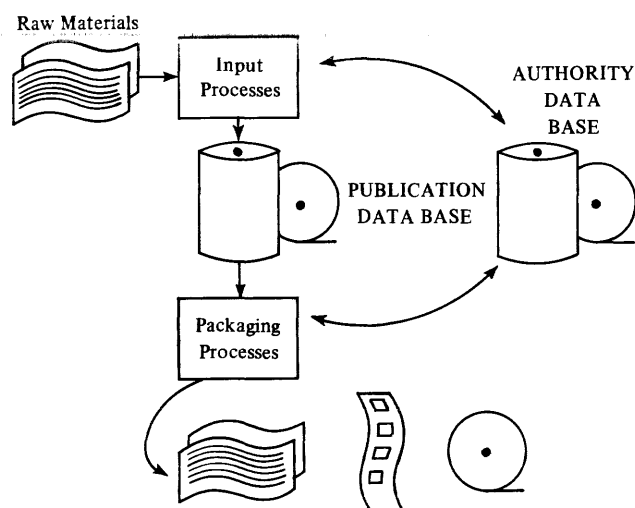 Raw Materials
Input
Processes
AUTHORITY
DATA
BASE
PUBLICATION
DATA BASE
Packaging
Processes